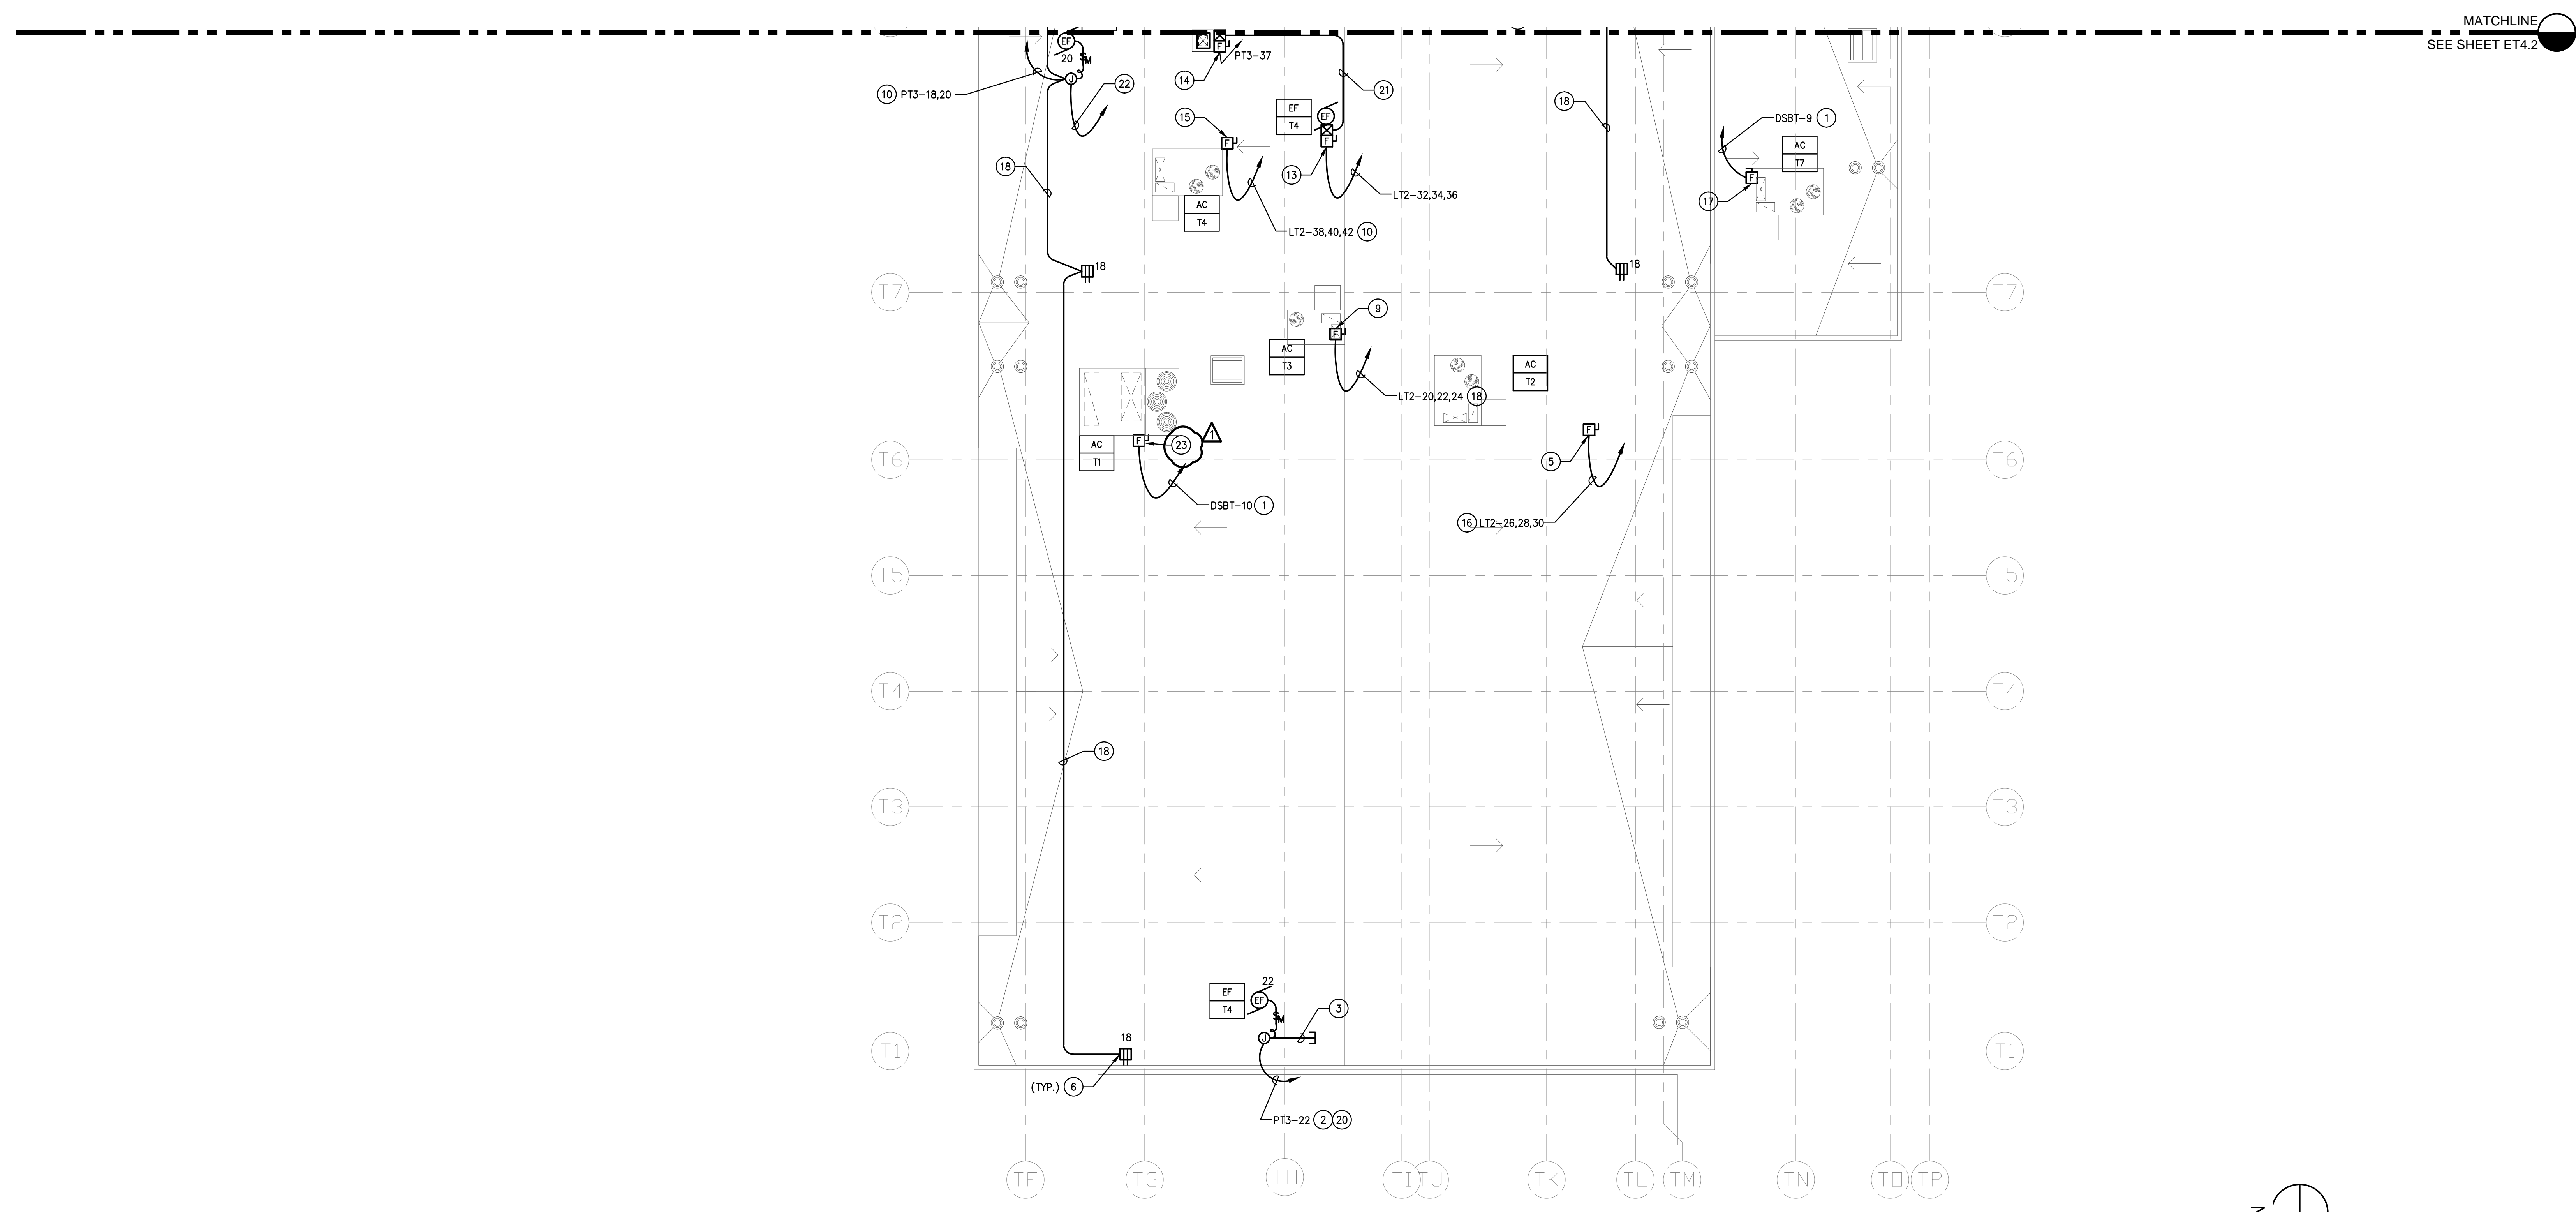 MATCHLINE
SEE SHEET ET4.2
EF
20
SM
J
10 PT3-18,20
22
F
PT3-37
14
21
EF
T4
EF
F
15
F
13
LT2-32,34,36
18
AC
T4
LT2-38,40,42 10
18
DSBT-9 1
AC
T7
F
17
18
18
T7
T7
9
F
AC
T3
LT2-20,22,24 18
AC
T2
AC
T1
F
23
1
DSBT-10 1
F
5
16 LT2-26,28,30
T6
T6
T5
T5
T4
T4
18
T3
T3
T2
T2
EF
T4
22
EF
SM
J
3
T1
T1
18
(TYP.) 6
PT3-22 2 20
TF
TG
TH
TI
TJ
TK
TL
TM
TN
TO
TP
N